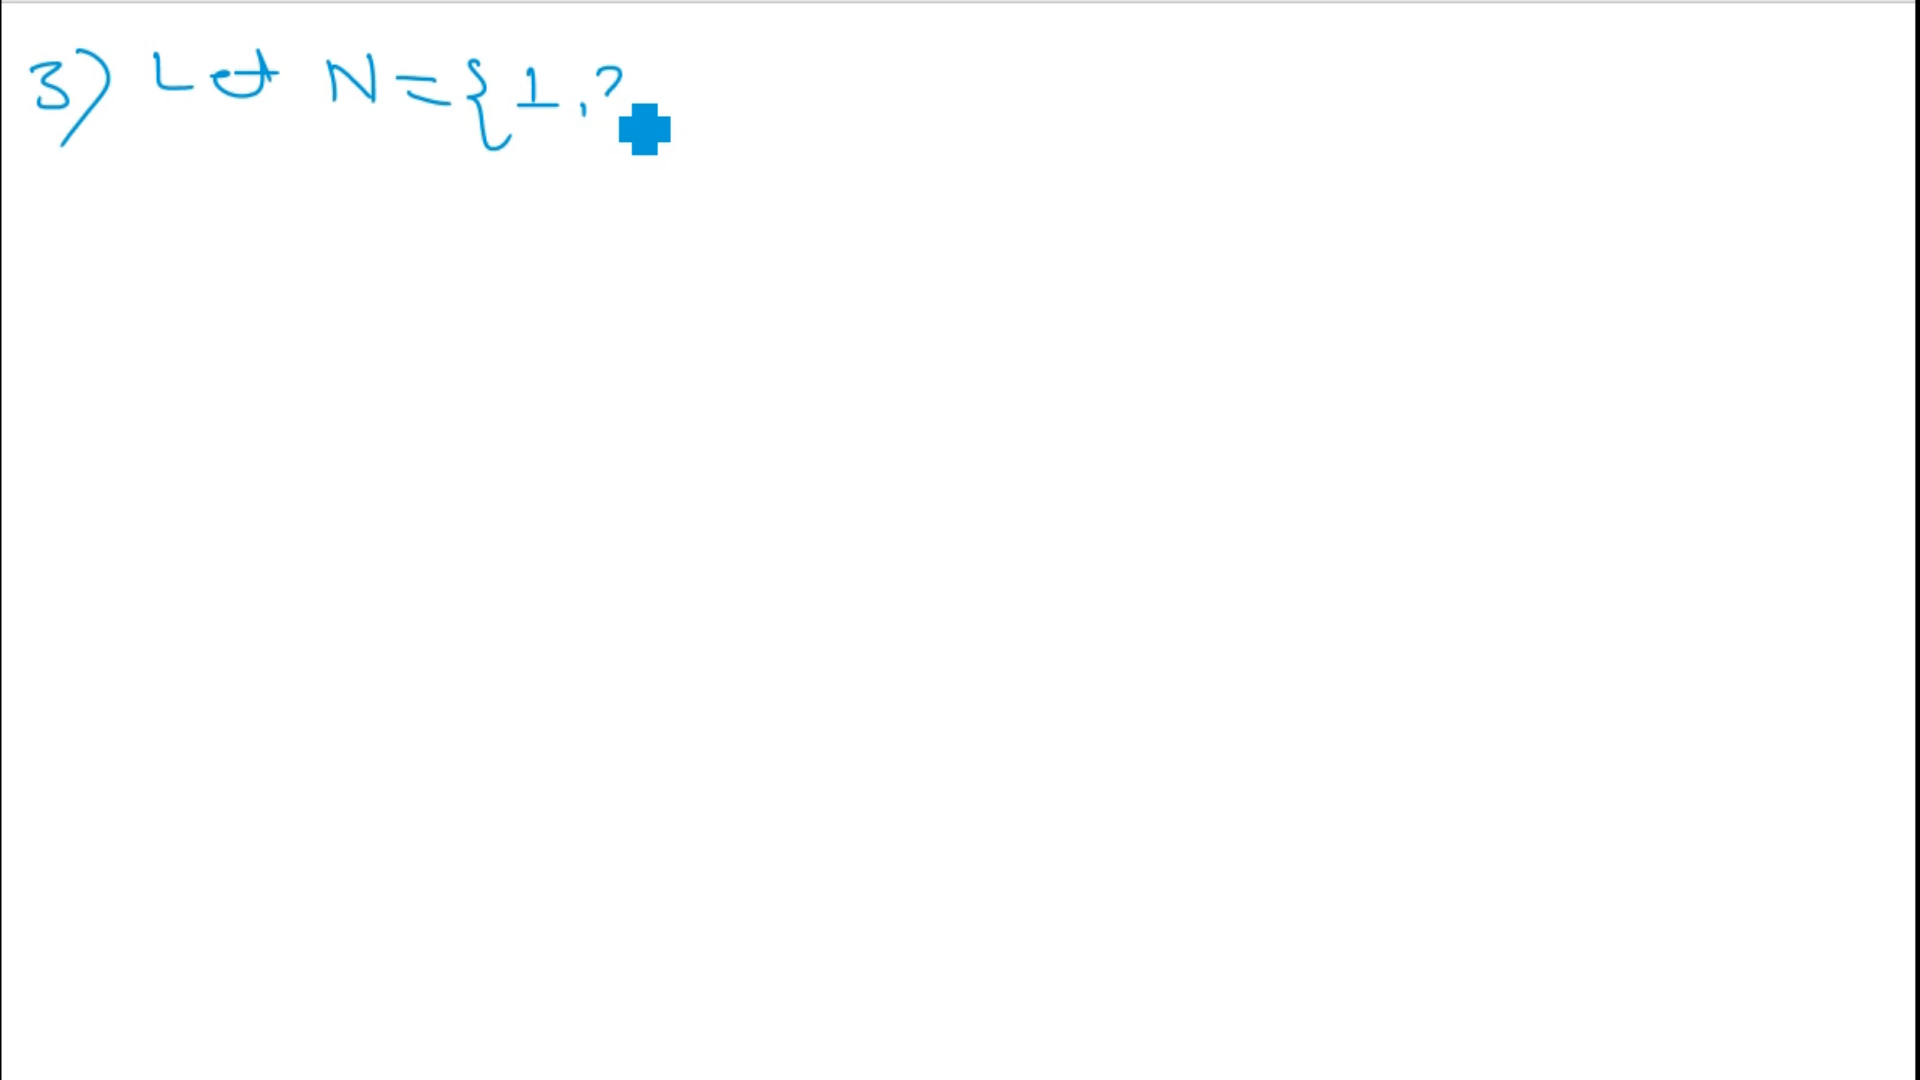 3) Let N = { 1 , 2